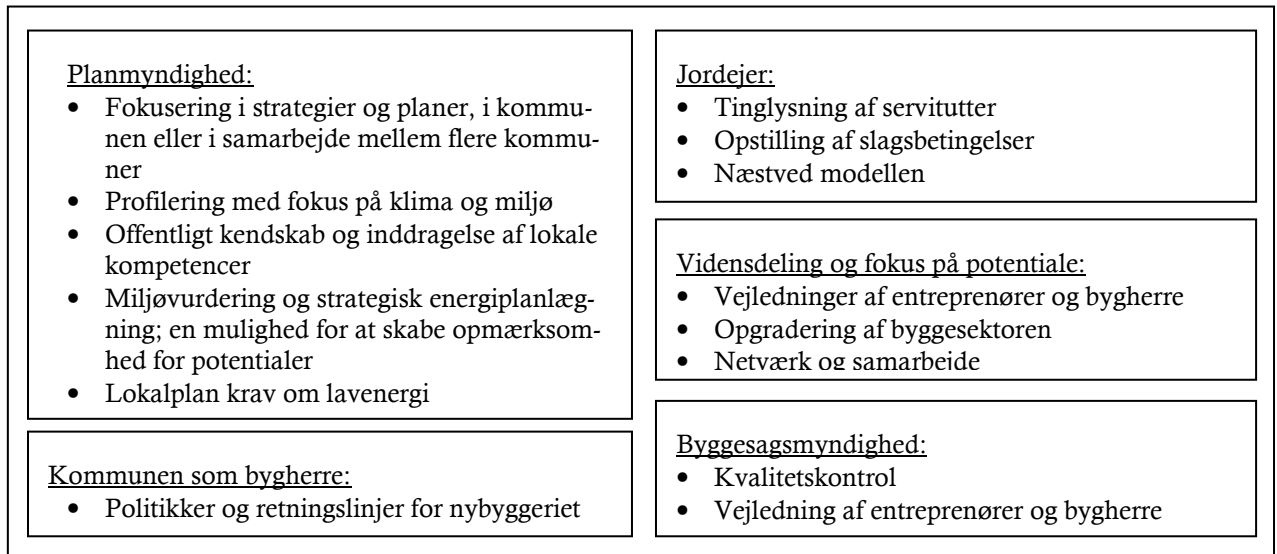 Planmyndighed:
• Fokusering i strategier og planer, i kommu-
nen eller i samarbejde mellem flere kommu-
ner
• Profilering med fokus på klima og miljø
• Offentligt kendskab og inddragelse af lokale
kompetencer
• Miljøvurdering og strategisk energiplanlæg-
ning; en mulighed for at skabe opmærksom-
hed for potentialer
• Lokalplan krav om lavenergi
Kommunen som bygherre:
• Politikker og retningslinjer for nybyggeriet
Jordejer:
• Tinglysning af servitutter
• Opstilling af slagsbetingelser
• Næstved modellen
Vidensdeling og fokus på potentiale:
• Vejledninger af entreprenører og bygherre
• Opgradering af byggesektoren
• Netværk og samarbejde
Byggesagsmyndighed:
• Kvalitetskontrol
• Vejledning af entreprenører og bygherre